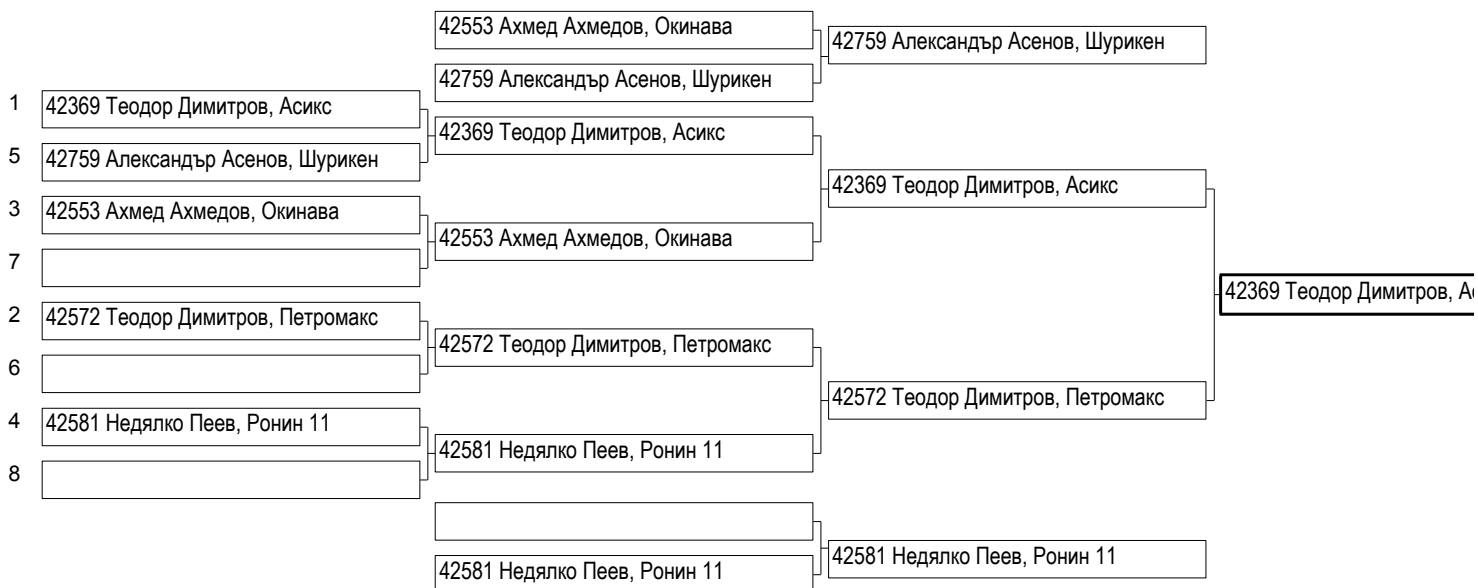 42553 Ахмед Ахмедов, Окинава
42759 Александър Асенов, Шурикен
42759 Александър Асенов, Шурикен
1 42369 Теодор Димитров, Асикс
42369 Теодор Димитров, Асикс
5 42759 Александър Асенов, Шурикен
42369 Теодор Димитров, Асикс
3 42553 Ахмед Ахмедов, Окинава
42553 Ахмед Ахмедов, Окинава
7
42369 Теодор Димитров, Ас
2 42572 Теодор Димитров, Петромакс
42572 Теодор Димитров, Петромакс
6
42572 Теодор Димитров, Петромакс
4 42581 Недялко Пеев, Ронин 11
42581 Недялко Пеев, Ронин 11
8
42581 Недялко Пеев, Ронин 11
42581 Недялко Пеев, Ронин 11